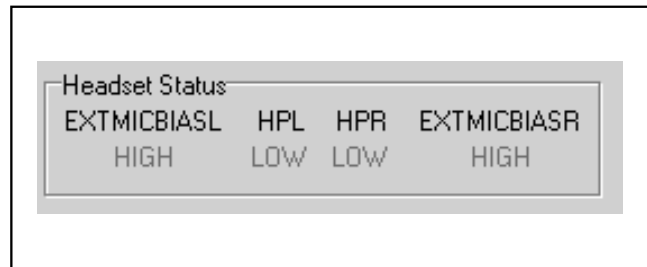 Headset Status
EXTMICBIASL HPL HPR EXTMICBIASR
HIGH LOW LOW HIGH